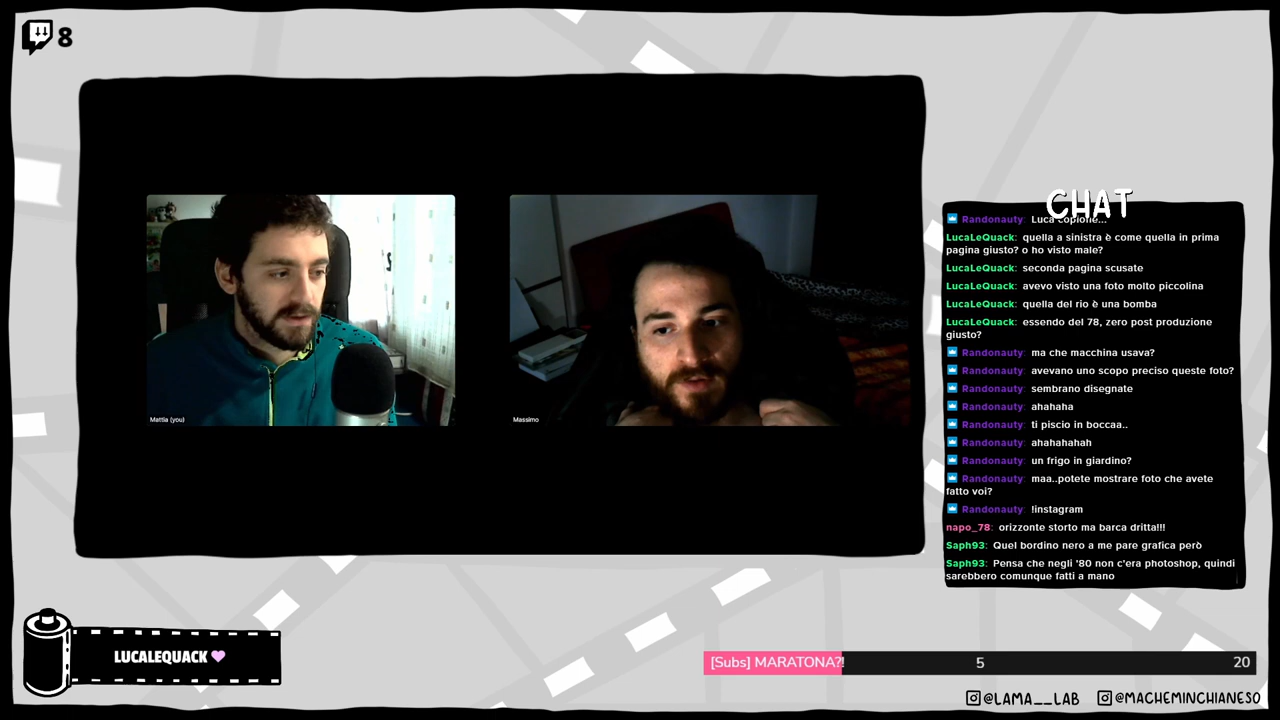 8
CHAT
Randonauty: Luca copione...
LucaLeQuack: quella a sinistra è come quella in prima
pagina giusto? o ho visto male?
LucaLeQuack: seconda pagina scusate
LucaLeQuack: avevo visto una foto molto piccolina
LucaLeQuack: quella del rio è una bomba
LucaLeQuack: essendo del 78, zero post produzione
giusto?
Randonauty: ma che macchina usava?
Randonauty: avevano uno scopo preciso queste foto?
Randonauty: sembrano disegnate
Randonauty: ahahaha
Randonauty: ti piscio in boccaa..
Randonauty: ahahahahah
Randonauty: un frigo in giardino?
Randonauty: maa..potete mostrare foto che avete
fatto voi?
Randonauty: !instagram
napo_78: orizzonte storto ma barca dritta!!!
Saph93: Quel bordino nero a me pare grafica però
Saph93: Pensa che negli '80 non c'era photoshop, quindi
sarebbero comunque fatti a mano
Mattia (you)
Massimo
LUCALEQUACK
[Subs] MARATONA?! 5 20
@LAMA__LAB @MACHEMINCHIANESO